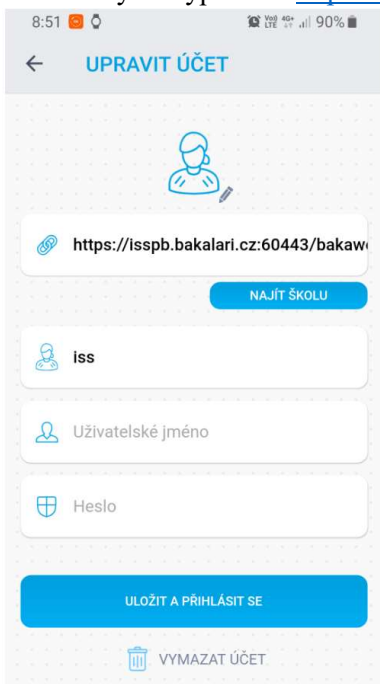 8:51 90%
UPRAVIT ÚČET
https://isspb.bakalari.cz:60443/bakaw
NAJÍT ŠKOLU
iss
Uživatelské jméno
Heslo
ULOŽIT A PŘIHLÁSIT SE
VYMAZAT ÚČET